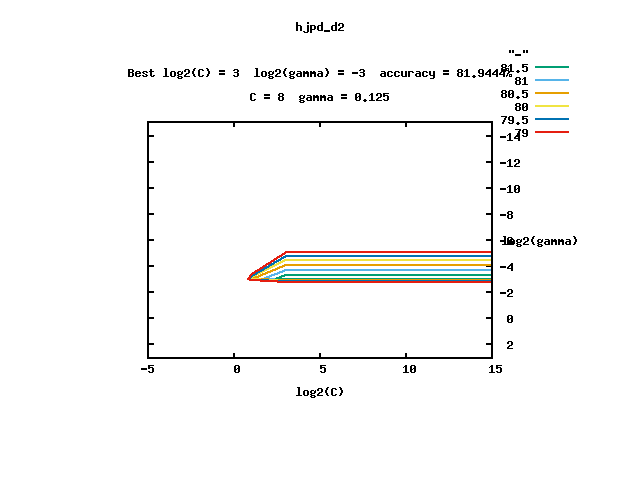 hjpd_d2
"-"
Best log2(C) = 3  log2(gamma) = -3  accuracy = 81.9444%
81.5
81
80.5
C = 8  gamma = 0.125
80
79.5
79
-14
-12
-10
-8
-6
log2(gamma)
-4
-2
0
2
-5 0 5 10 15
log2(C)